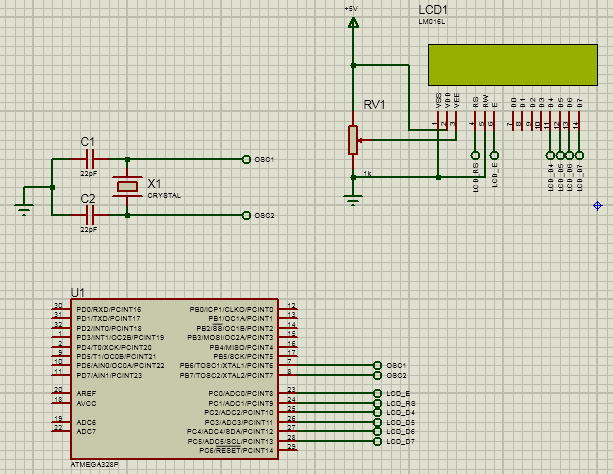 +5V
LCD1
LM016L
VSS
VDD
VEE
RS
RW
E
D0
D1
D2
D3
D4
D5
D6
D7
1
2
3
4
5
6
7
8
9
10
11
12
13
14
LCD_RS
LCD_E
LCD_D4
LCD_D5
LCD_D6
LCD_D7
RV1
1k
C1
22pF
OSC1
X1
CRYSTAL
C2
22pF
OSC2
U1
30 PD0/RXD/PCINT16 PB0/ICP1/CLKO/PCINT0 12
31 PD1/TXD/PCINT17 PB1/OC1A/PCINT1 13
32 PD2/INT0/PCINT18 PB2/SS/OC1B/PCINT2 14
1 PD3/INT1/OC2B/PCINT19 PB3/MOSI/OC2A/PCINT3 15
2 PD4/T0/XCK/PCINT20 PB4/MISO/PCINT4 16
9 PD5/T1/OC0B/PCINT21 PB5/SCK/PCINT5 17
10 PD6/AIN0/OC0A/PCINT22 PB6/TOSC1/XTAL1/PCINT6 7 OSC1
11 PD7/AIN1/PCINT23 PB7/TOSC2/XTAL2/PCINT7 8 OSC2
20 AREF PC0/ADC0/PCINT8 23 LCD_E
18 AVCC PC1/ADC1/PCINT9 24 LCD_RS
PC2/ADC2/PCINT10 25 LCD_D4
19 ADC6 PC3/ADC3/PCINT11 26 LCD_D5
22 ADC7 PC4/ADC4/SDA/PCINT12 27 LCD_D6
PC5/ADC5/SCL/PCINT13 28 LCD_D7
PC6/RESET/PCINT14 29
ATMEGA328P